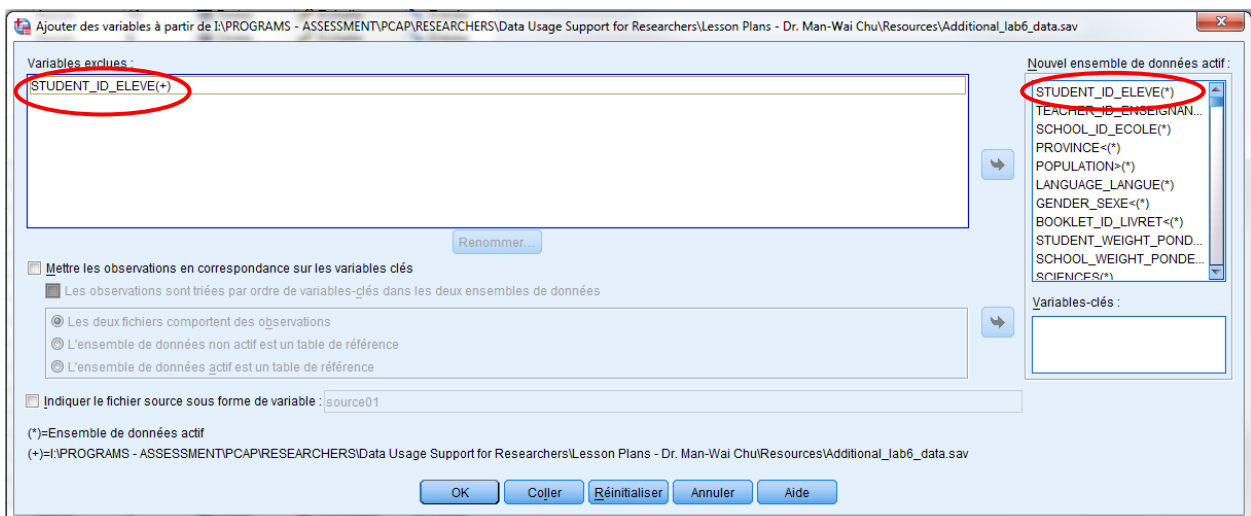 Ajouter des variables à partir de I:\PROGRAMS - ASSESSMENT\PCAP\RESEARCHERS\Data Usage Support for Researchers\Lesson Plans - Dr. Man-Wai Chu\Resources\Additional_lab6_data.sav
Variables exclues :
STUDENT_ID_ELEVE(+)
Nouvel ensemble de données actif :
STUDENT_ID_ELEVE(*)
TEACHER_ID_ENSEIGNAN...
SCHOOL_ID_ECOLE(*)
PROVINCE<(*)
POPULATION>(*)
LANGUAGE_LANGUE(*)
GENDER_SEXE<(*)
BOOKLET_ID_LIVRET<(*)
STUDENT_WEIGHT_POND...
SCHOOL_WEIGHT_PONDE...
SCIENCES(*)
Renommer...
Mettre les observations en correspondance sur les variables clés
Les observations sont triées par ordre de variables-clés dans les deux ensembles de données
Les deux fichiers comportent des observations
L'ensemble de données non actif est un table de référence
L'ensemble de données actif est un table de référence
Variables-clés :
Indiquer le fichier source sous forme de variable : source01
(*)=Ensemble de données actif
(+)=I:\PROGRAMS - ASSESSMENT\PCAP\RESEARCHERS\Data Usage Support for Researchers\Lesson Plans - Dr. Man-Wai Chu\Resources\Additional_lab6_data.sav
OK Coller Réinitialiser Annuler Aide